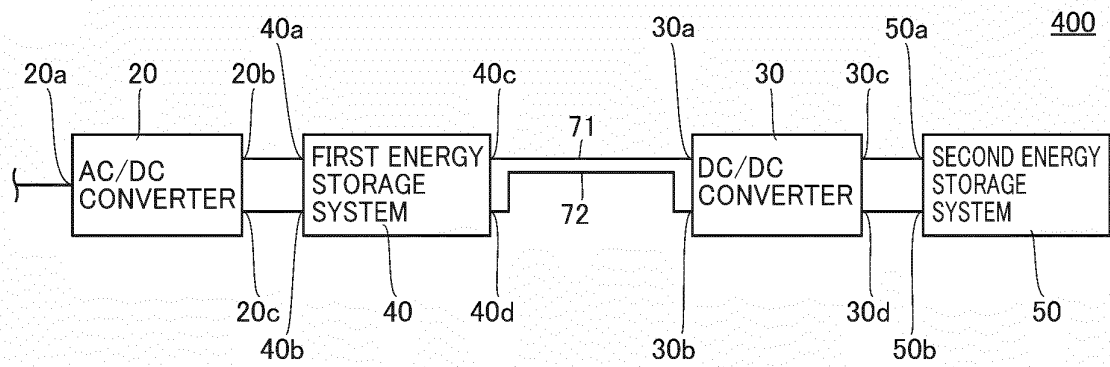 400
40a
30a
50a
20a
20
20b
40c
30
30c
71
AC/DC
CONVERTER
FIRST ENERGY
STORAGE
SYSTEM
DC/DC
CONVERTER
SECOND ENERGY
STORAGE
SYSTEM
72
20c
40
40d
30d
50
40b
30b
50b